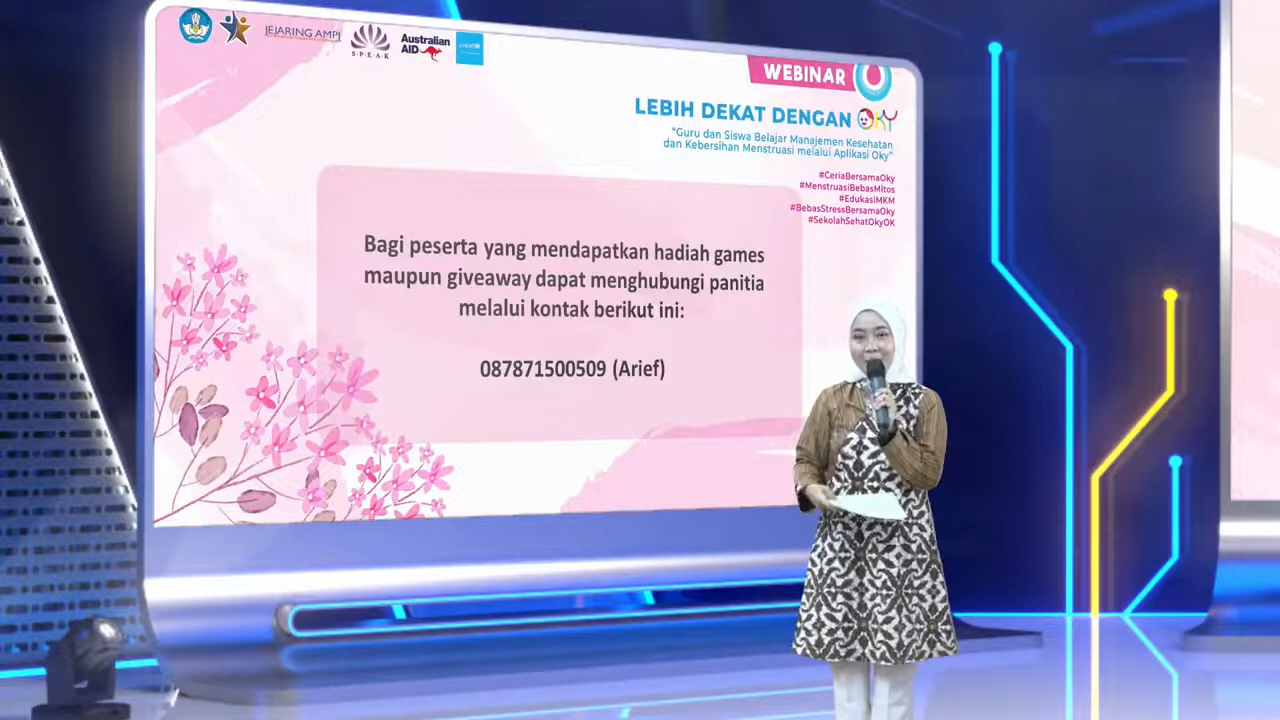 JEJARING AMPI
S·P·K·A·K
Australian
AID
unicef
WEBINAR
LEBIH DEKAT DENGAN OKY
"Guru dan Siswa Belajar Manajemen Kesehatan
dan Kebersihan Menstruasi melalui Aplikasi Oky"
#CeriaBersamaOky
#MenstruasiBebasMitos
#EdukasiMKM
#BebasStressBersamaOky
#SekolahSehatOkyOK
Bagi peserta yang mendapatkan hadiah games
maupun giveaway dapat menghubungi panitia
melalui kontak berikut ini:
087871500509 (Arief)